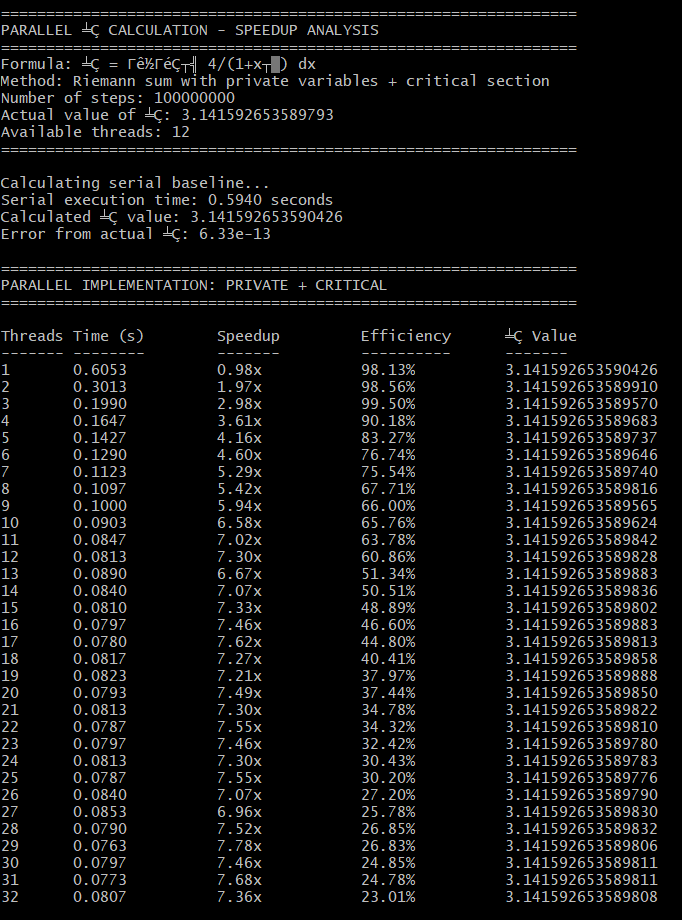 ================================================================
PARALLEL ╧Ç CALCULATION - SPEEDUP ANALYSIS
================================================================
Formula: ╧Ç = Γê½ΓéÇ┬╣ 4/(1+x┬▓) dx
Method: Riemann sum with private variables + critical section
Number of steps: 100000000
Actual value of ╧Ç: 3.141592653589793
Available threads: 12
================================================================
Calculating serial baseline...
Serial execution time: 0.5940 seconds
Calculated ╧Ç value: 3.141592653590426
Error from actual ╧Ç: 6.33e-13
================================================================
PARALLEL IMPLEMENTATION: PRIVATE + CRITICAL
================================================================
Threads Time (s)        Speedup         Efficiency      ╧Ç Value
------- --------        -------         ----------      -------
1       0.6053          0.98x           98.13%          3.141592653590426
2       0.3013          1.97x           98.56%          3.141592653589910
3       0.1990          2.98x           99.50%          3.141592653589570
4       0.1647          3.61x           90.18%          3.141592653589683
5       0.1427          4.16x           83.27%          3.141592653589737
6       0.1290          4.60x           76.74%          3.141592653589646
7       0.1123          5.29x           75.54%          3.141592653589740
8       0.1097          5.42x           67.71%          3.141592653589816
9       0.1000          5.94x           66.00%          3.141592653589565
10      0.0903          6.58x           65.76%          3.141592653589624
11      0.0847          7.02x           63.78%          3.141592653589842
12      0.0813          7.30x           60.86%          3.141592653589828
13      0.0890          6.67x           51.34%          3.141592653589883
14      0.0840          7.07x           50.51%          3.141592653589836
15      0.0810          7.33x           48.89%          3.141592653589802
16      0.0797          7.46x           46.60%          3.141592653589883
17      0.0780          7.62x           44.80%          3.141592653589813
18      0.0817          7.27x           40.41%          3.141592653589858
19      0.0823          7.21x           37.97%          3.141592653589888
20      0.0793          7.49x           37.44%          3.141592653589850
21      0.0813          7.30x           34.78%          3.141592653589822
22      0.0787          7.55x           34.32%          3.141592653589810
23      0.0797          7.46x           32.42%          3.141592653589780
24      0.0813          7.30x           30.43%          3.141592653589783
25      0.0787          7.55x           30.20%          3.141592653589776
26      0.0840          7.07x           27.20%          3.141592653589790
27      0.0853          6.96x           25.78%          3.141592653589830
28      0.0790          7.52x           26.85%          3.141592653589832
29      0.0763          7.78x           26.83%          3.141592653589806
30      0.0797          7.46x           24.85%          3.141592653589811
31      0.0773          7.68x           24.78%          3.141592653589811
32      0.0807          7.36x           23.01%          3.141592653589808